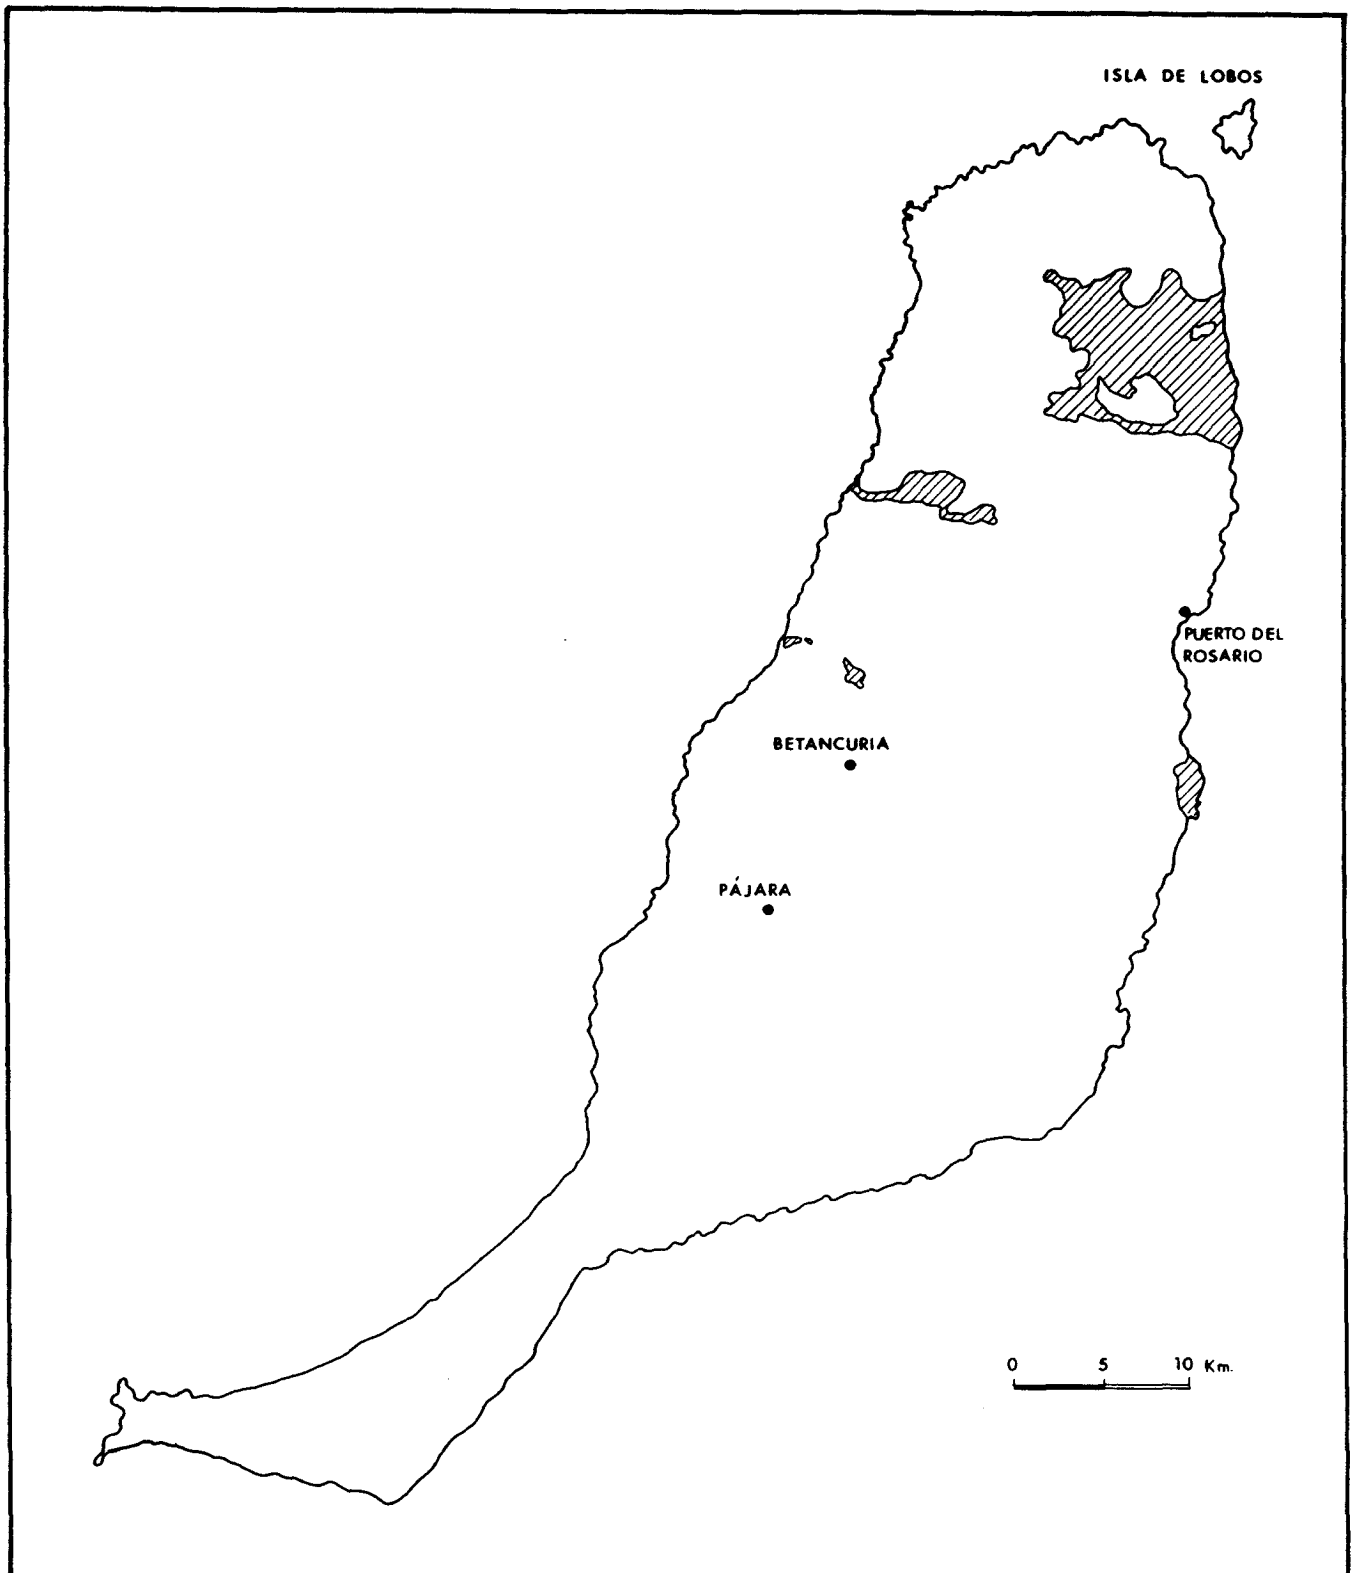 ISLA DE LOBOS
PUERTO DEL
ROSARIO
BETANCURIA
PÁJARA
0 5 10 Km.